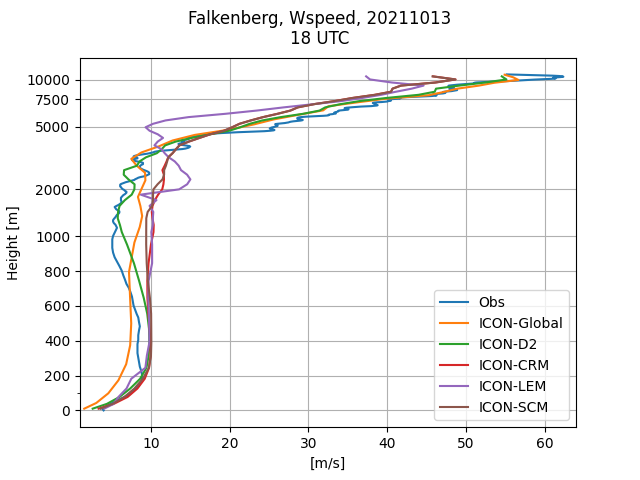 Falkenberg, Wspeed, 20211013
18 UTC
Height [m]
10000
7500
5000
2000
1000
800
600
400
200
0
10 20 30 40 50 60
[m/s]
Obs
ICON-Global
ICON-D2
ICON-CRM
ICON-LEM
ICON-SCM